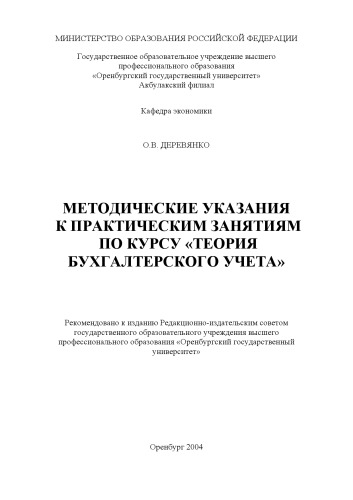 МИНИСТЕРСТВО ОБРАЗОВАНИЯ РОССИЙСКОЙ ФЕДЕРАЦИИ
Государственное образовательное учреждение высшего
профессионального образования
«Оренбургский государственный университет»
Акбулакский филиал
Кафедра экономики
О.В. ДЕРЕВЯНКО
МЕТОДИЧЕСКИЕ УКАЗАНИЯ
К ПРАКТИЧЕСКИМ ЗАНЯТИЯМ
ПО КУРСУ «ТЕОРИЯ
БУХГАЛТЕРСКОГО УЧЕТА»
Рекомендовано к изданию Редакционно-издательским советом
государственного образовательного учреждения высшего
профессионального образования «Оренбургский государственный
университет»
Оренбург 2004